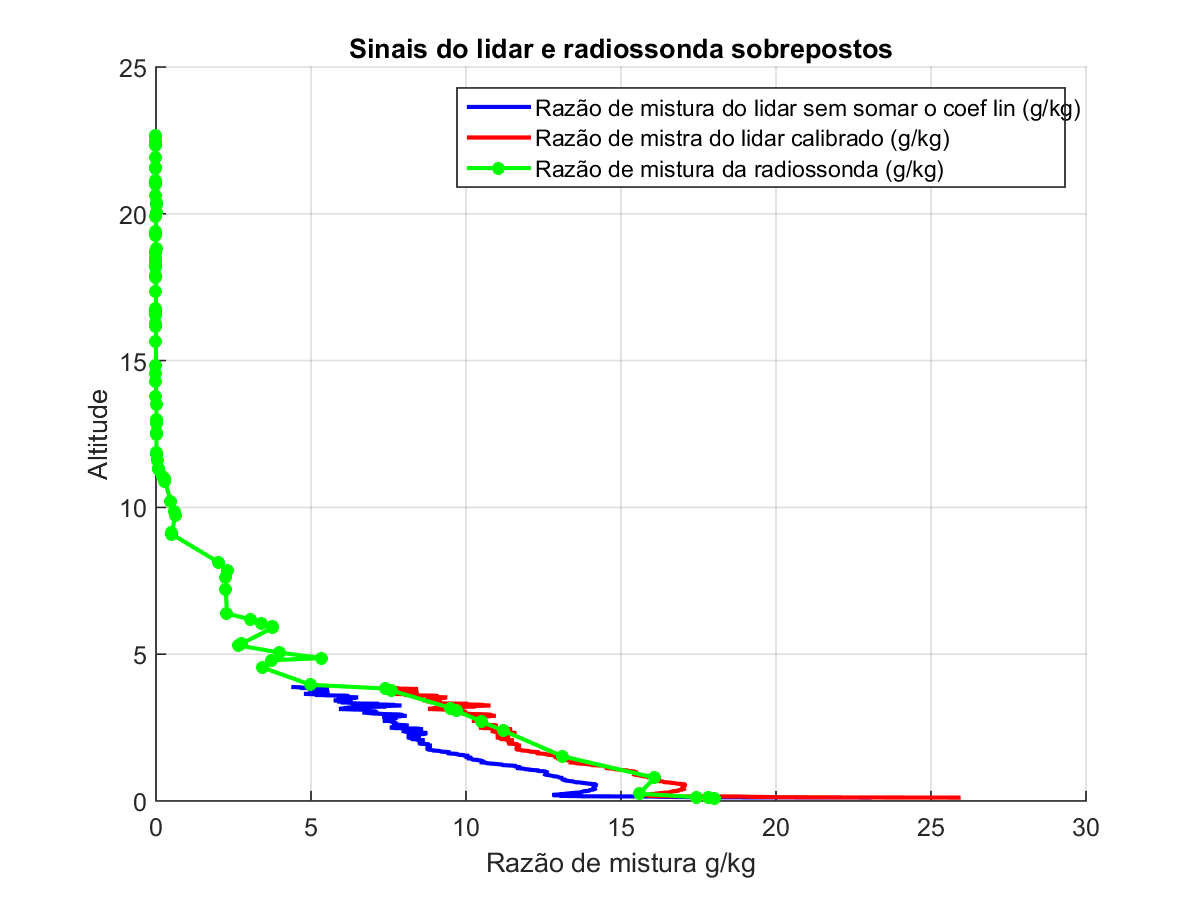 Sinais do lidar e radiossonda sobrepostos
25
Razão de mistura do lidar sem somar o coef lin (g/kg)
Razão de mistra do lidar calibrado (g/kg)
Razão de mistura da radiossonda (g/kg)
20
15
Altitude
10
5
0
0 5 10 15 20 25 30
Razão de mistura g/kg